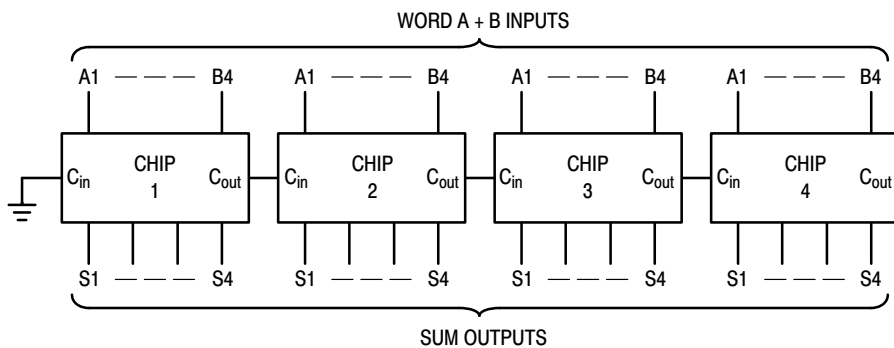 WORD A + B INPUTS
A1 — — — B4 A1 — — — B4 A1 — — — B4 A1 — — — B4
Cin CHIP 1 Cout Cin CHIP 2 Cout Cin CHIP 3 Cout Cin CHIP 4 Cout
S1 — — — S4 S1 — — — S4 S1 — — — S4 S1 — — — S4
SUM OUTPUTS